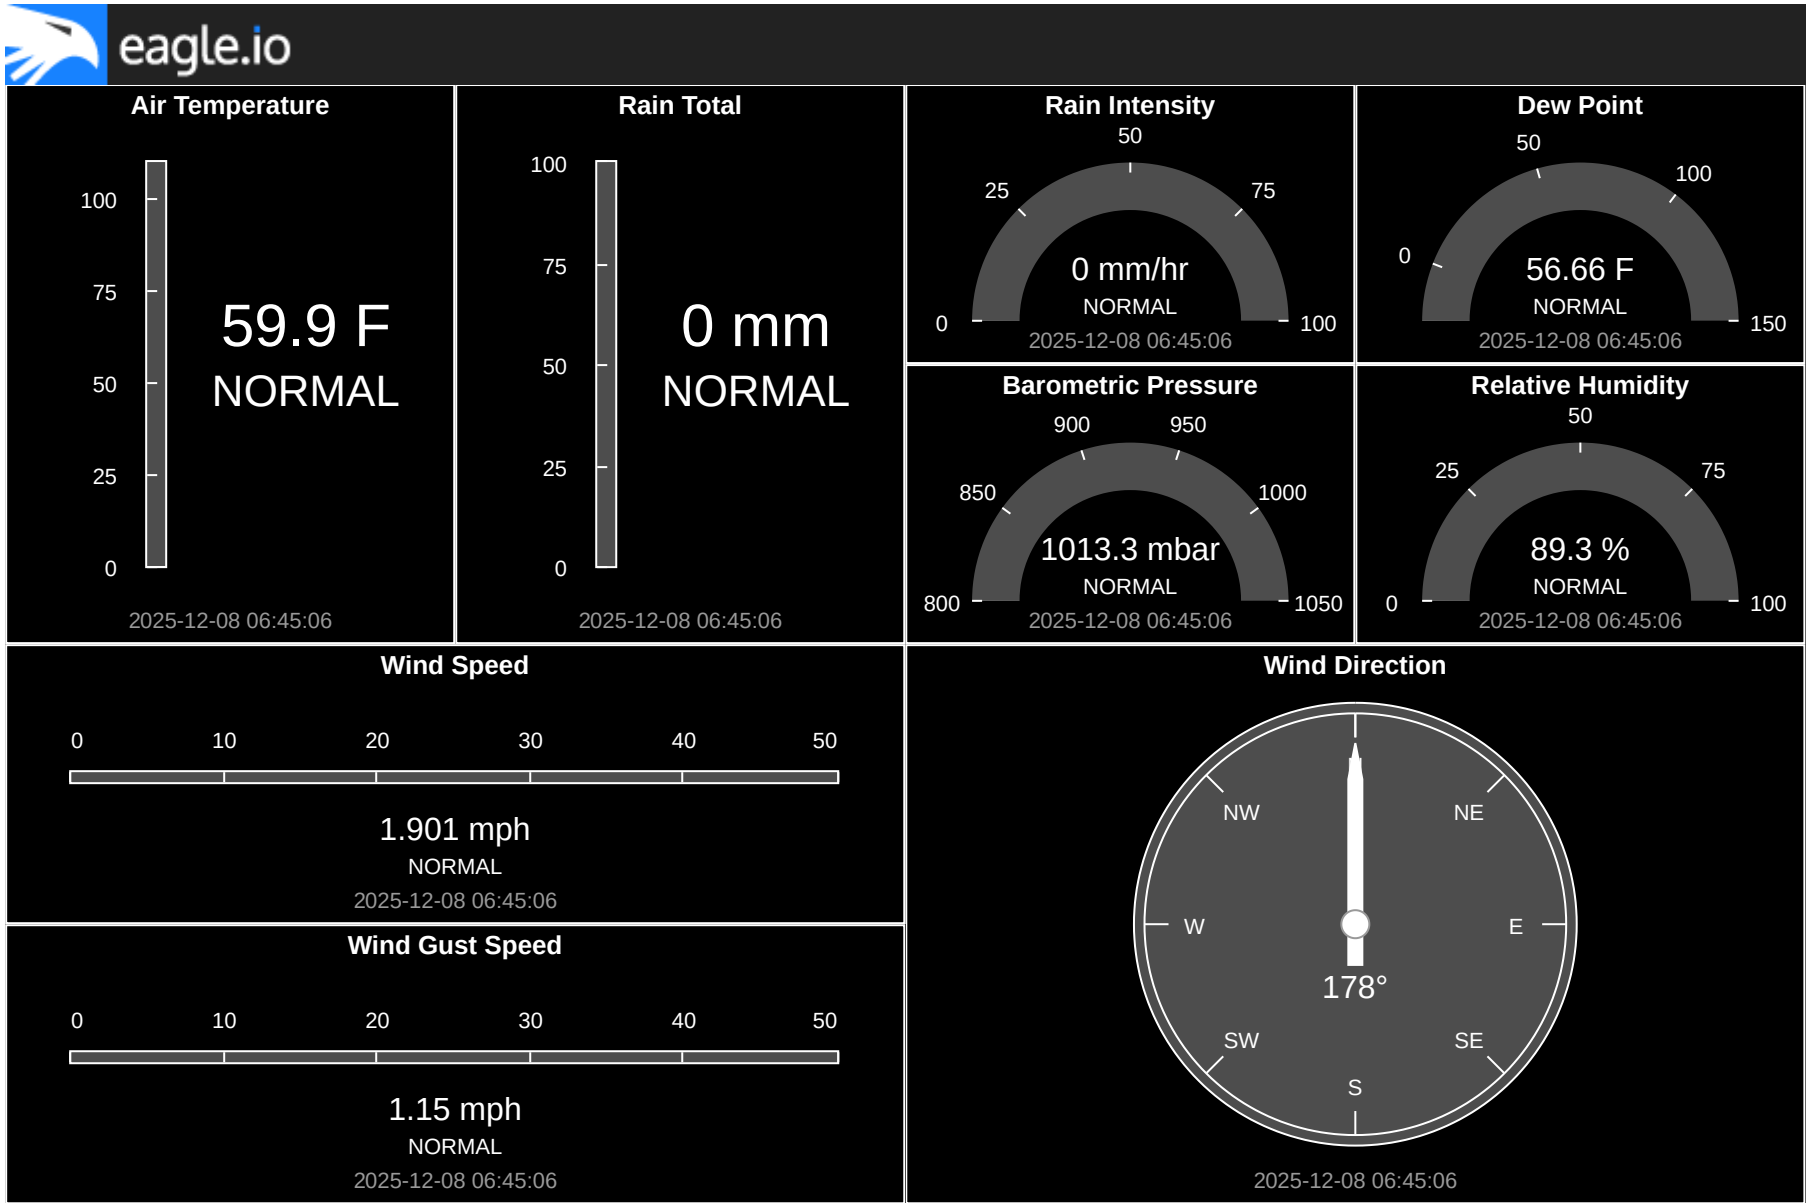 eagle.io
Air Temperature
100
75
50
25
0
59.9 F
NORMAL
2025-12-08 06:45:06
Rain Total
100
75
50
25
0
0 mm
NORMAL
2025-12-08 06:45:06
Rain Intensity
50
25
75
0
100
0 mm/hr
NORMAL
2025-12-08 06:45:06
Dew Point
50
100
0
150
56.66 F
NORMAL
2025-12-08 06:45:06
Barometric Pressure
900
950
850
1000
800
1050
1013.3 mbar
NORMAL
2025-12-08 06:45:06
Relative Humidity
50
25
75
0
100
89.3 %
NORMAL
2025-12-08 06:45:06
Wind Speed
0 10 20 30 40 50
1.901 mph
NORMAL
2025-12-08 06:45:06
Wind Gust Speed
0 10 20 30 40 50
1.15 mph
NORMAL
2025-12-08 06:45:06
Wind Direction
NW NE
W E
178°
SW SE
S
2025-12-08 06:45:06